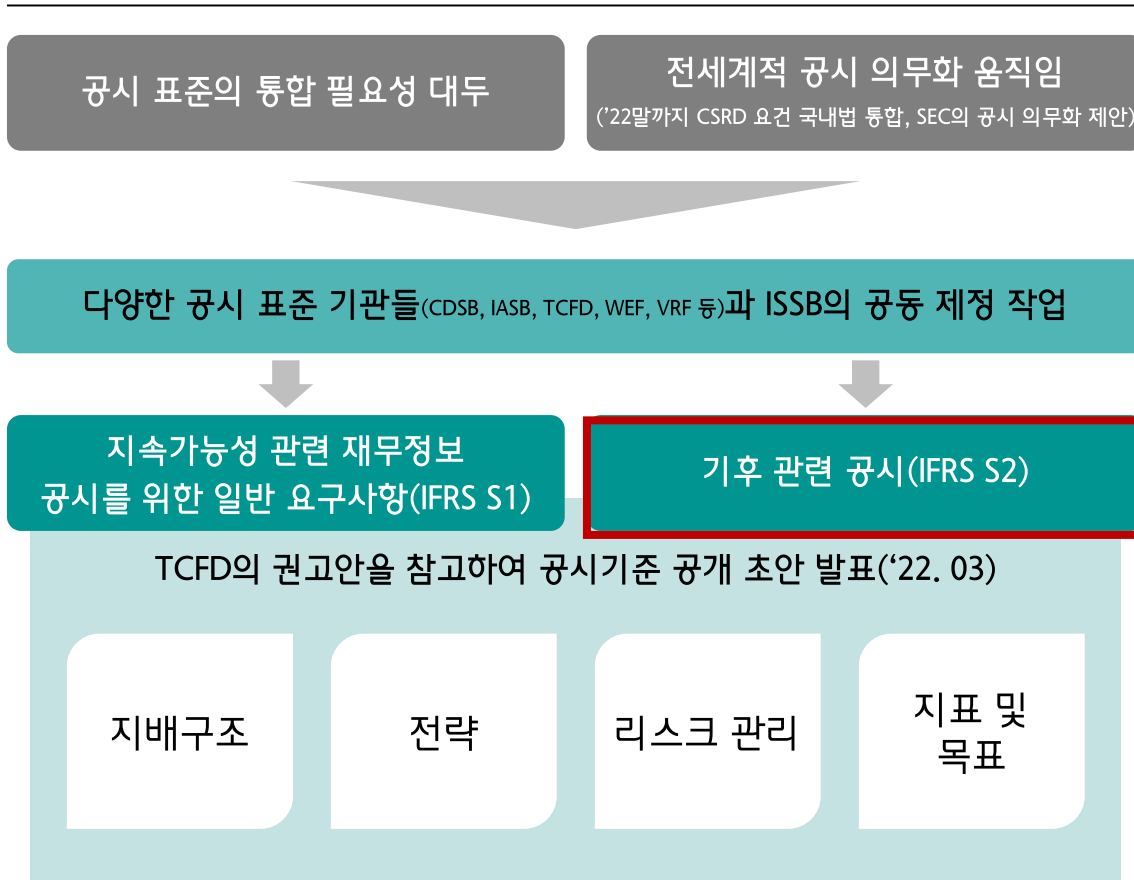 공시 표준의 통합 필요성 대두
전세계적 공시 의무화 움직임
(’22말까지 CSRD 요건 국내법 통합, SEC의 공시 의무화 제안)
다양한 공시 표준 기관들(CDSB, IASB, TCFD, WEF, VRF 등)과 ISSB의 공동 제정 작업
지속가능성 관련 재무정보
공시를 위한 일반 요구사항(IFRS S1)
기후 관련 공시(IFRS S2)
TCFD의 권고안을 참고하여 공시기준 공개 초안 발표(‘22. 03)
지배구조
전략
리스크 관리
지표 및
목표